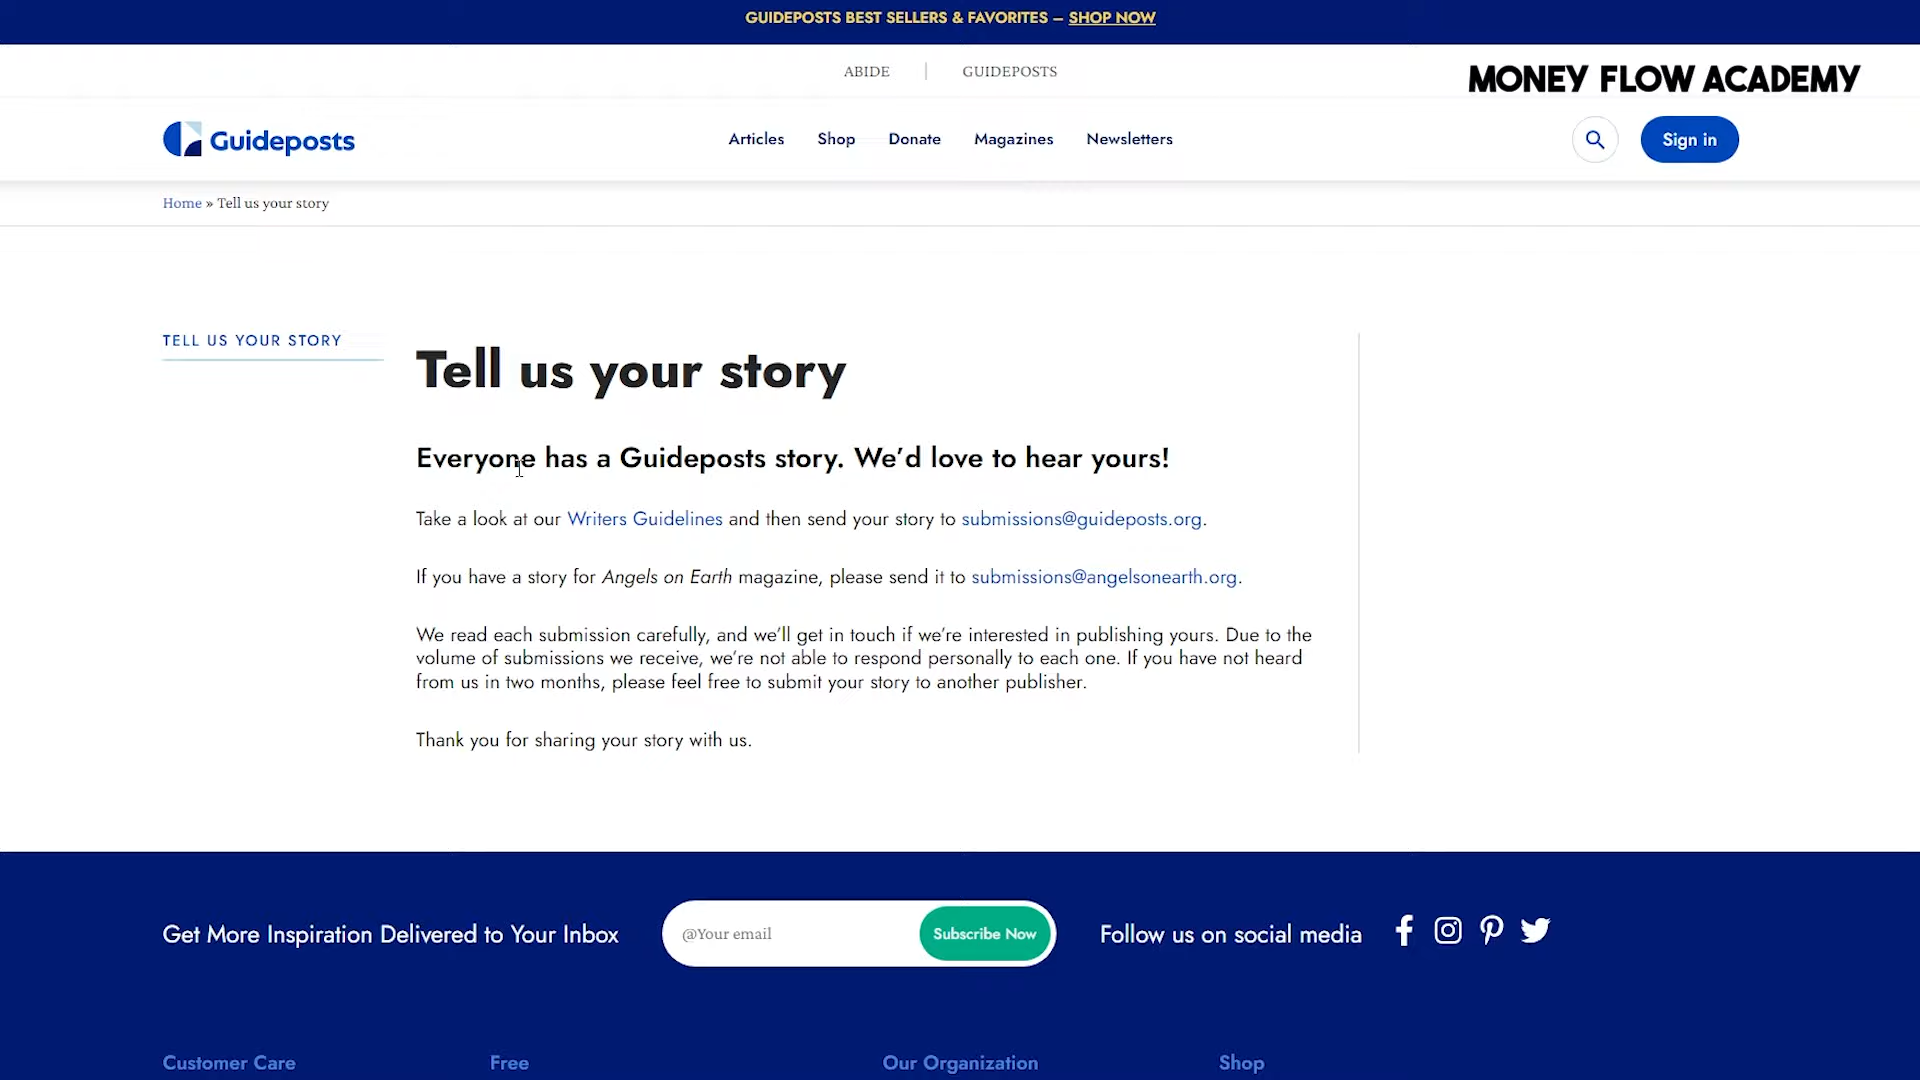 GUIDEPOSTS BEST SELLERS & FAVORITES – SHOP NOW
ABIDE | GUIDEPOSTS
MONEY FLOW ACADEMY
Guideposts
Articles Shop Donate Magazines Newsletters
Sign in
Home » Tell us your story
TELL US YOUR STORY
Tell us your story
Everyone has a Guideposts story. We'd love to hear yours!
Take a look at our Writers Guidelines and then send your story to submissions@guideposts.org.
If you have a story for Angels on Earth magazine, please send it to submissions@angelsonearth.org.
We read each submission carefully, and we'll get in touch if we're interested in publishing yours. Due to the
volume of submissions we receive, we're not able to respond personally to each one. If you have not heard
from us in two months, please feel free to submit your story to another publisher.
Thank you for sharing your story with us.
Get More Inspiration Delivered to Your Inbox
@Your email
Subscribe Now
Follow us on social media
Customer Care
Free
Our Organization
Shop